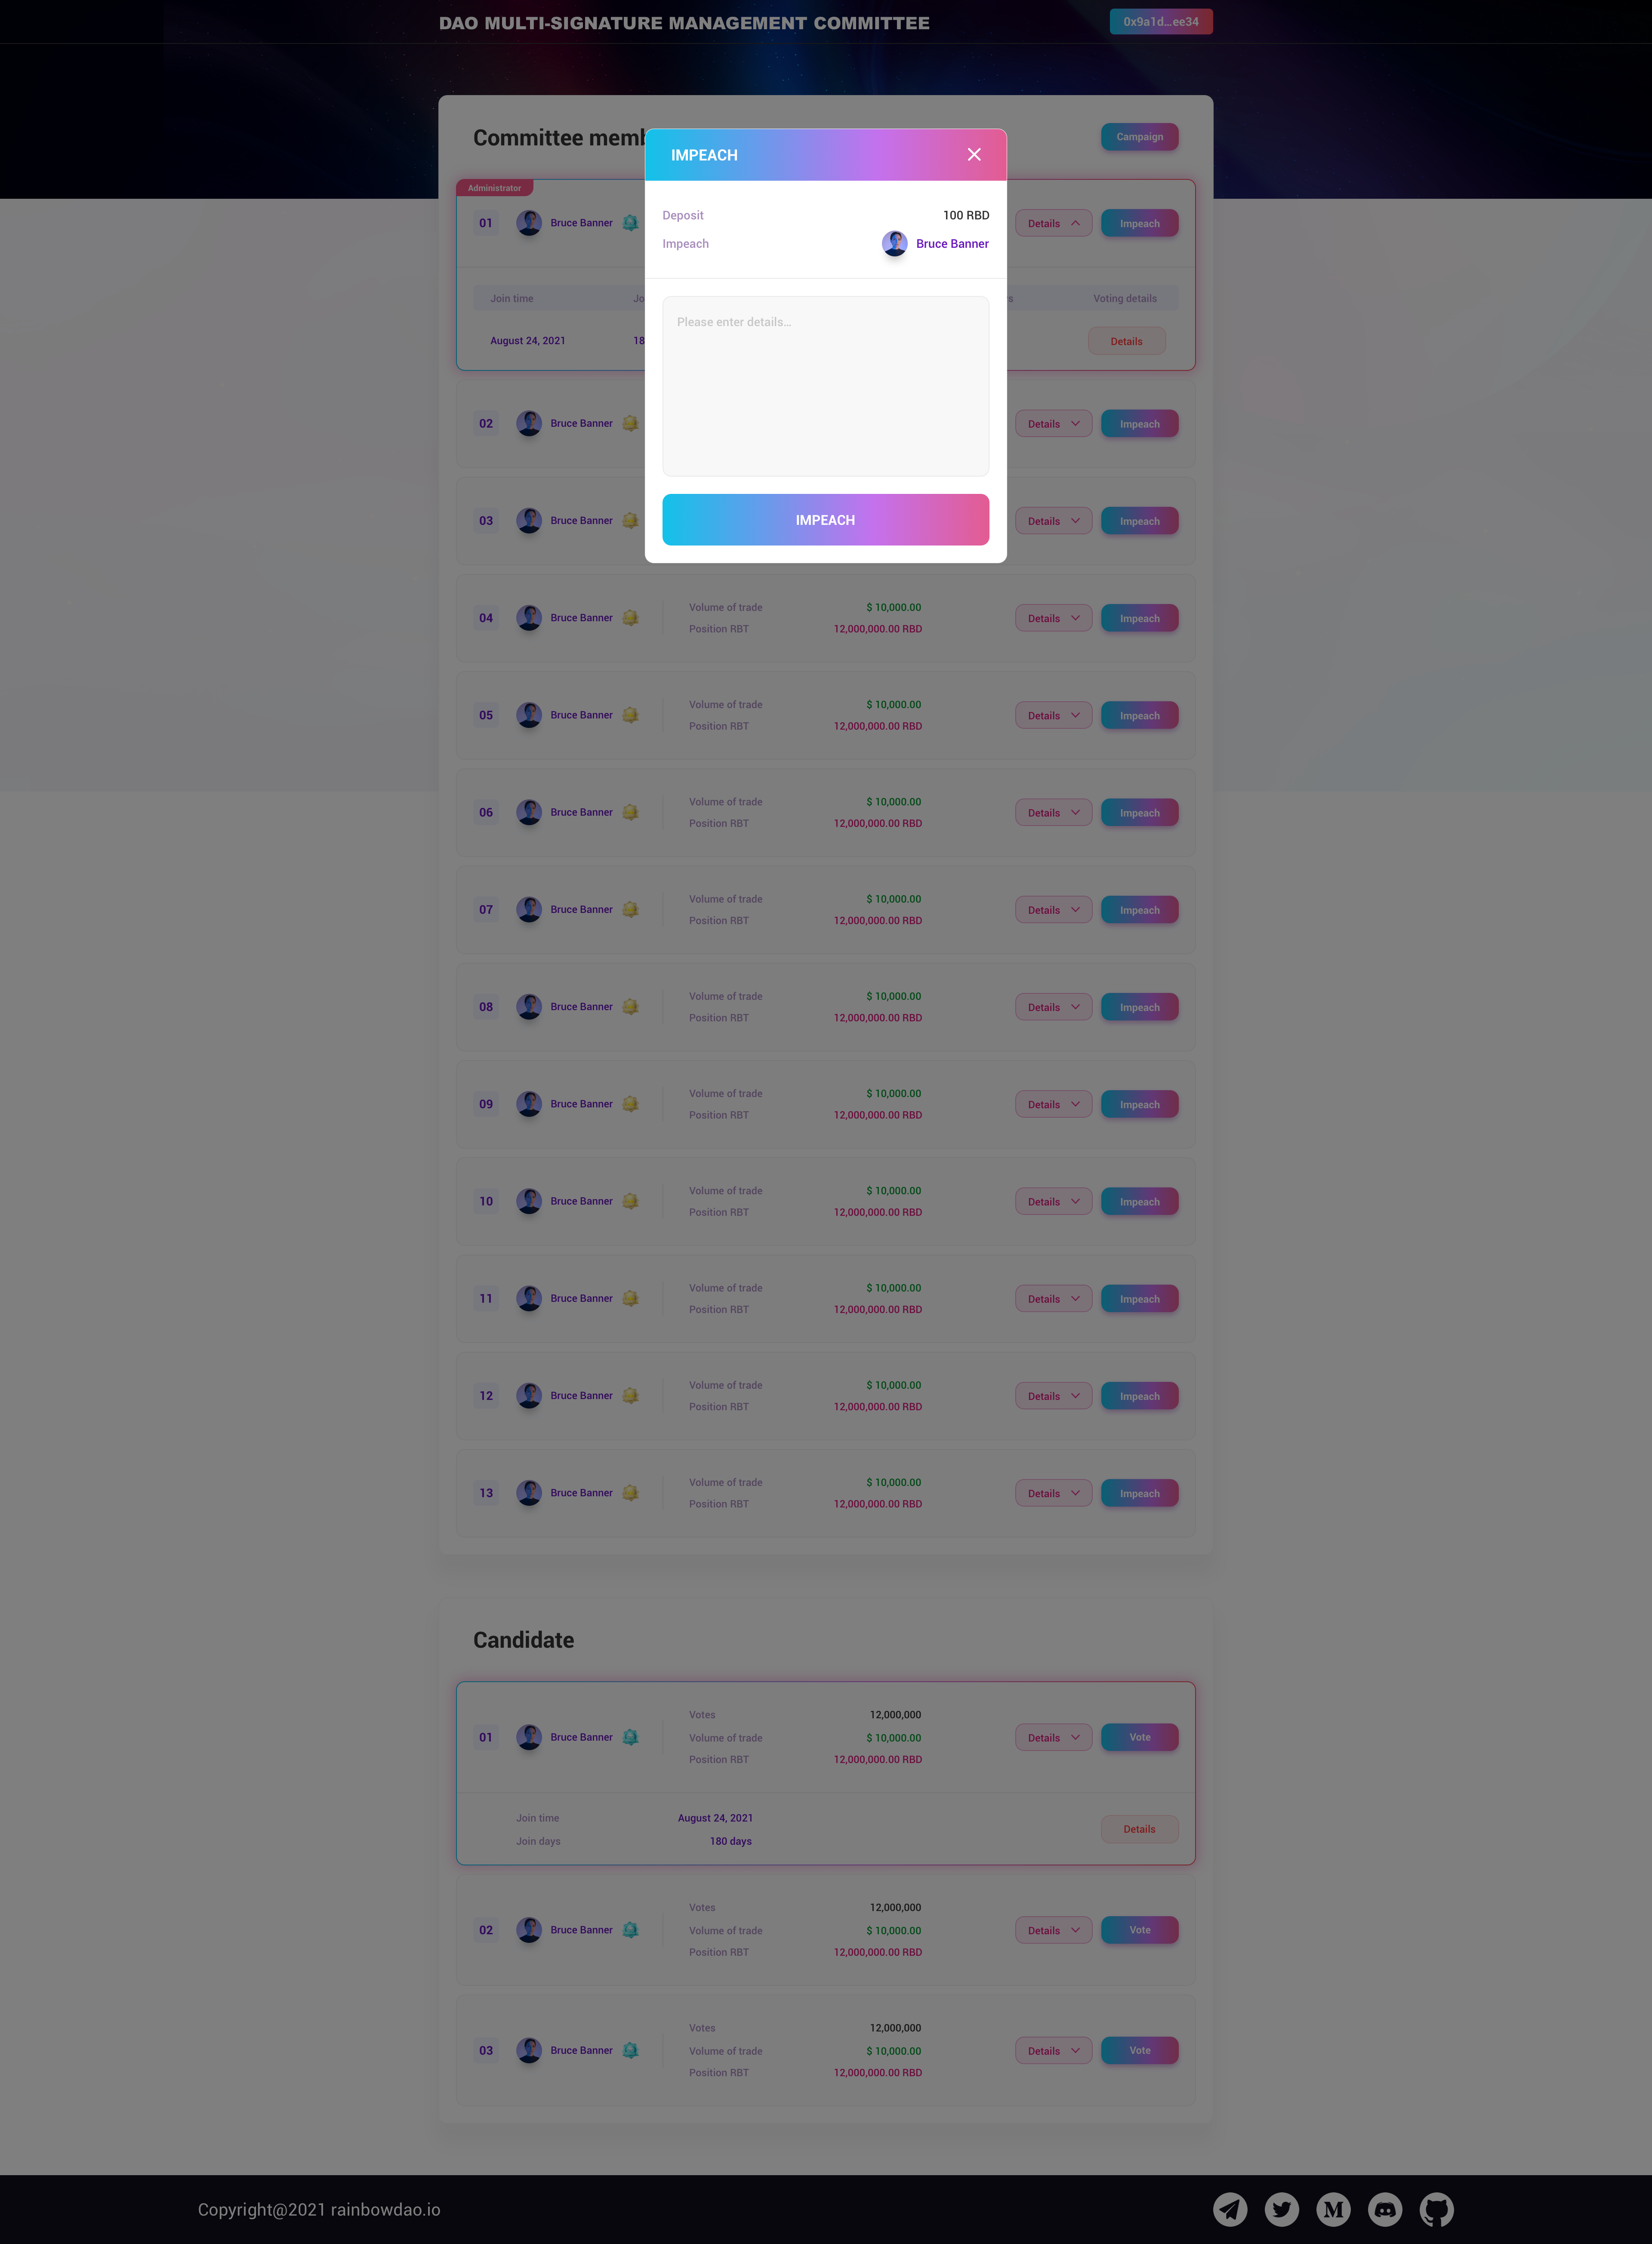 DAO MULTI-SIGNATURE MANAGEMENT COMMITTEE
0x9a1d...ee34
Committee memb
Campaign
IMPEACH
Deposit 100 RBD
Impeach Bruce Banner
Please enter details...
IMPEACH
Administrator
01 Bruce Banner Details Impeach
Join time Jo s Voting details
August 24, 2021 18 Details
02 Bruce Banner Details Impeach
03 Bruce Banner Details Impeach
Volume of trade $ 10,000.00
04 Bruce Banner Details Impeach
Position RBT 12,000,000.00 RBD
Volume of trade $ 10,000.00
05 Bruce Banner Details Impeach
Position RBT 12,000,000.00 RBD
Volume of trade $ 10,000.00
06 Bruce Banner Details Impeach
Position RBT 12,000,000.00 RBD
Volume of trade $ 10,000.00
07 Bruce Banner Details Impeach
Position RBT 12,000,000.00 RBD
Volume of trade $ 10,000.00
08 Bruce Banner Details Impeach
Position RBT 12,000,000.00 RBD
Volume of trade $ 10,000.00
09 Bruce Banner Details Impeach
Position RBT 12,000,000.00 RBD
Volume of trade $ 10,000.00
10 Bruce Banner Details Impeach
Position RBT 12,000,000.00 RBD
Volume of trade $ 10,000.00
11 Bruce Banner Details Impeach
Position RBT 12,000,000.00 RBD
Volume of trade $ 10,000.00
12 Bruce Banner Details Impeach
Position RBT 12,000,000.00 RBD
Volume of trade $ 10,000.00
13 Bruce Banner Details Impeach
Position RBT 12,000,000.00 RBD
Candidate
Votes 12,000,000
01 Bruce Banner Volume of trade $ 10,000.00 Details Vote
Position RBT 12,000,000.00 RBD
Join time August 24, 2021
Details
Join days 180 days
Votes 12,000,000
02 Bruce Banner Volume of trade $ 10,000.00 Details Vote
Position RBT 12,000,000.00 RBD
Votes 12,000,000
03 Bruce Banner Volume of trade $ 10,000.00 Details Vote
Position RBT 12,000,000.00 RBD
Copyright@2021 rainbowdao.io